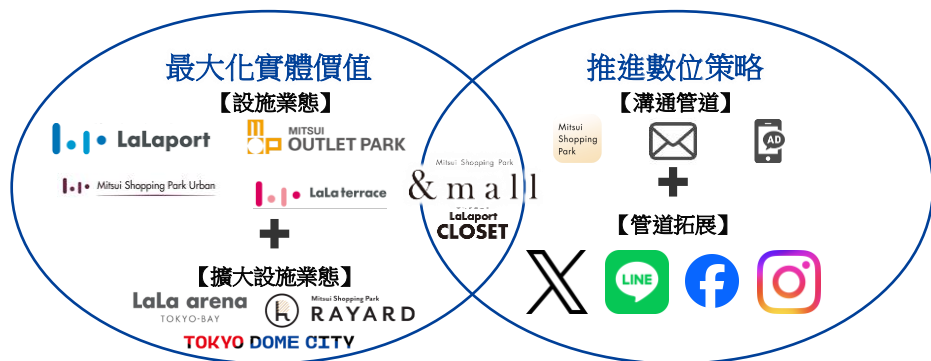 最大化實體價值
【設施業態】
LaLaport
MITSUI
OUTLET PARK
Mitsui Shopping Park Urban
LaLa terrace
【擴大設施業態】
LaLa arena
TOKYO-BAY
Mitsui Shopping Park
RAYARD
TOKYO DOME CITY
Mitsui Shopping Park
& mall
LaLaport
CLOSET
推進數位策略
【溝通管道】
Mitsui
Shopping
Park
AD
【管道拓展】
LINE